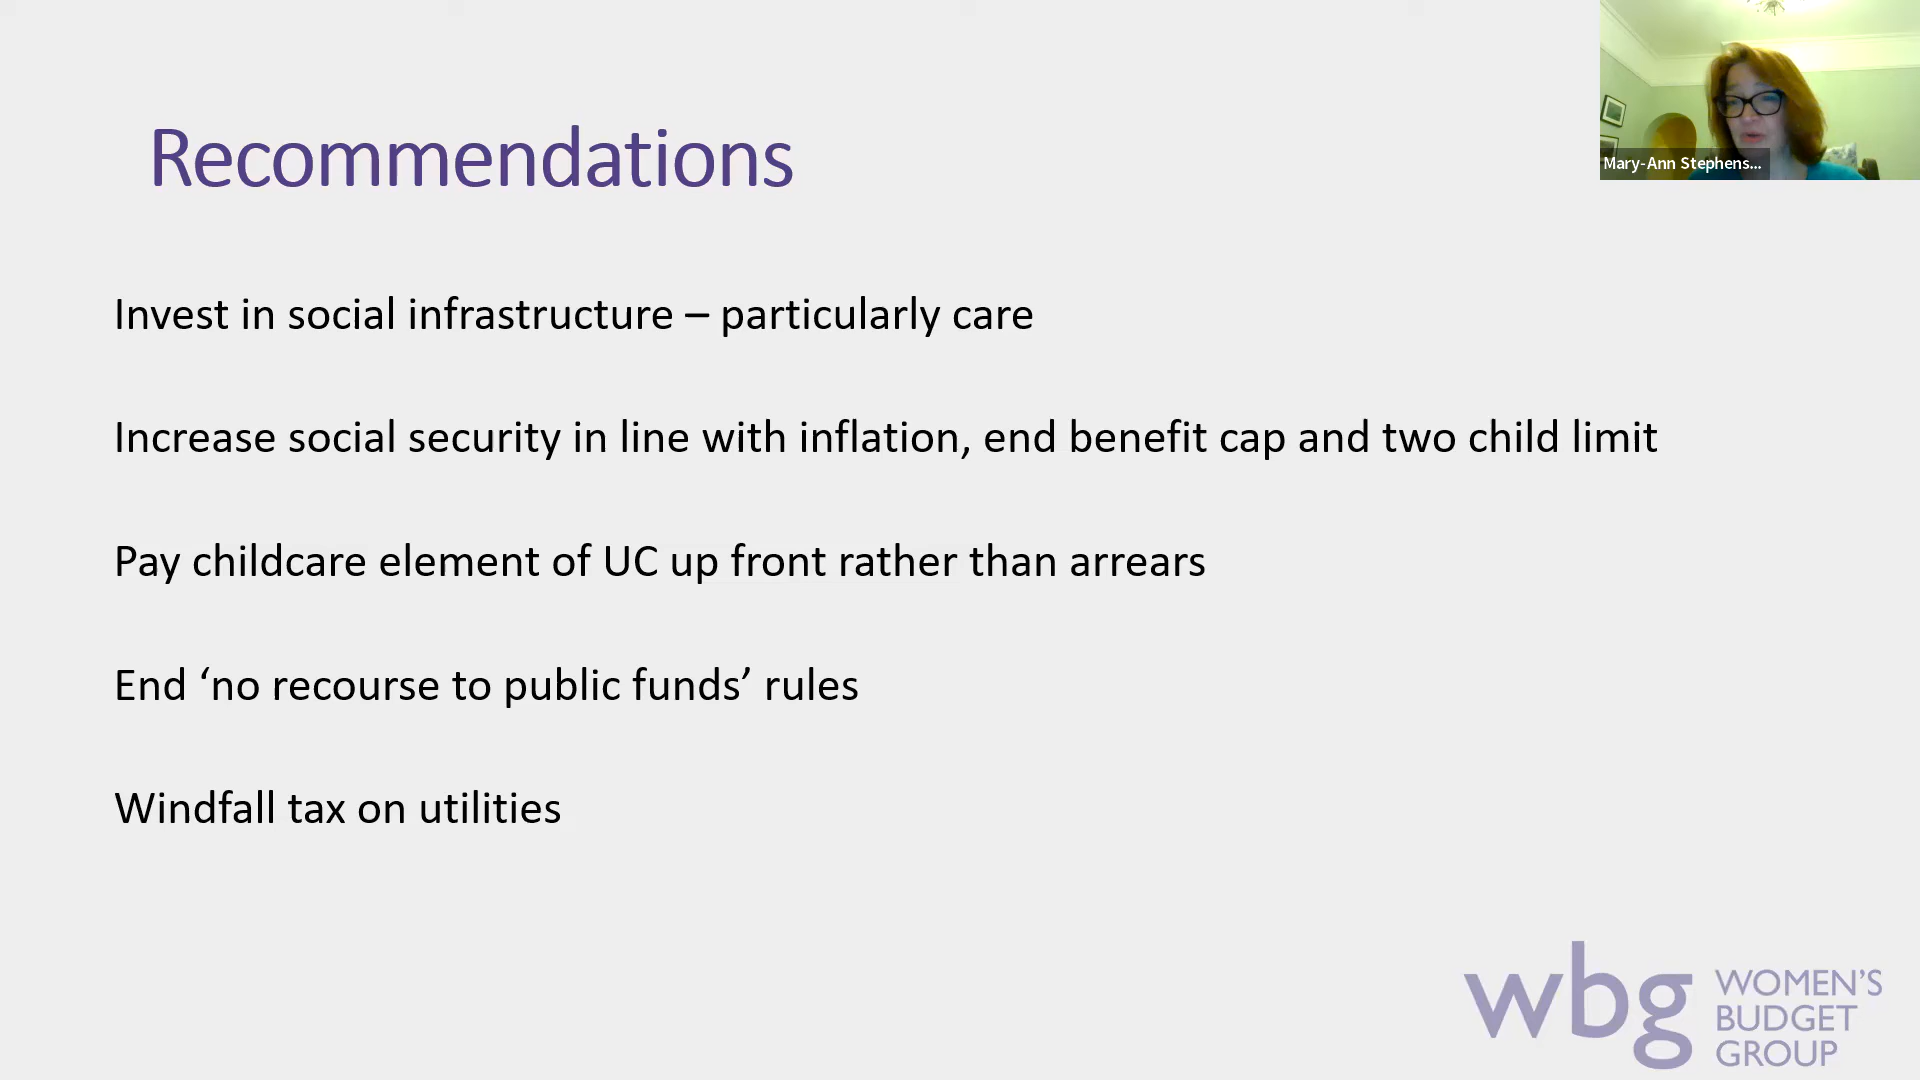 Recommendations
Mary-Ann Stephens...
Invest in social infrastructure – particularly care
Increase social security in line with inflation, end benefit cap and two child limit
Pay childcare element of UC up front rather than arrears
End ‘no recourse to public funds’ rules
Windfall tax on utilities
wbg
WOMEN'S
BUDGET
GROUP